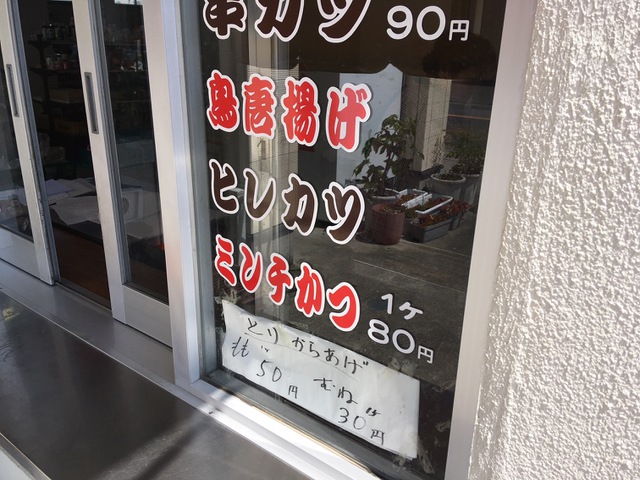 串カツ 90円
鳥唐揚げ
ヒレカツ
ミンチかつ 1ケ 80円
とりからあげ
もも 50円 むね 30円